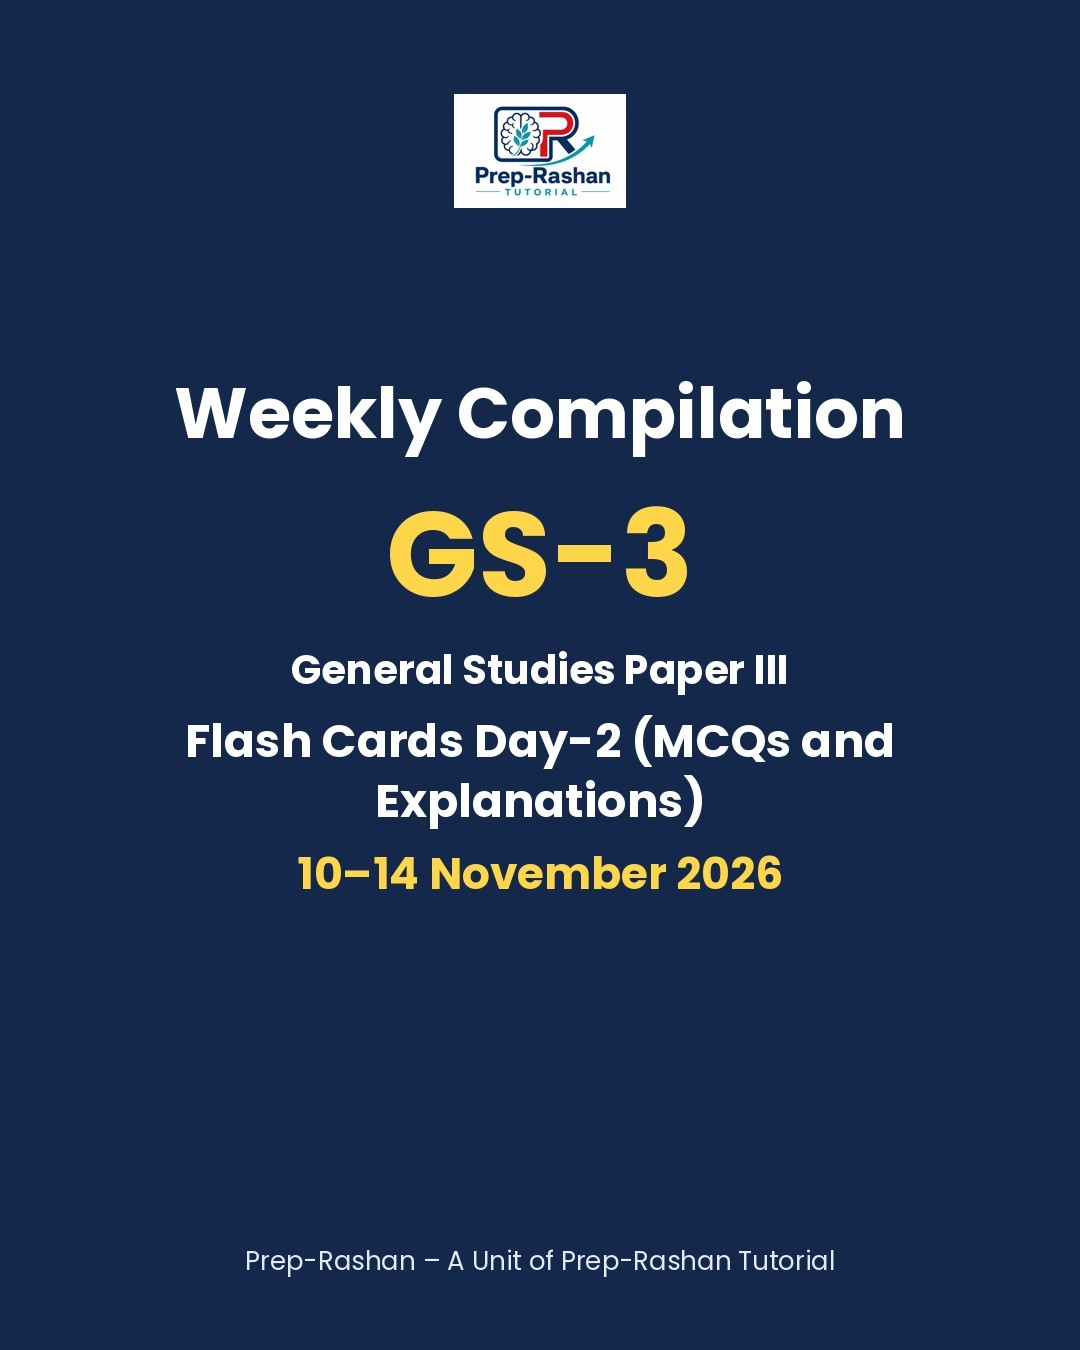 Prep-Rashan
TUTORIAL
Weekly Compilation
GS-3
General Studies Paper III
Flash Cards Day-2 (MCQs and
Explanations)
10–14 November 2026
Prep-Rashan – A Unit of Prep-Rashan Tutorial